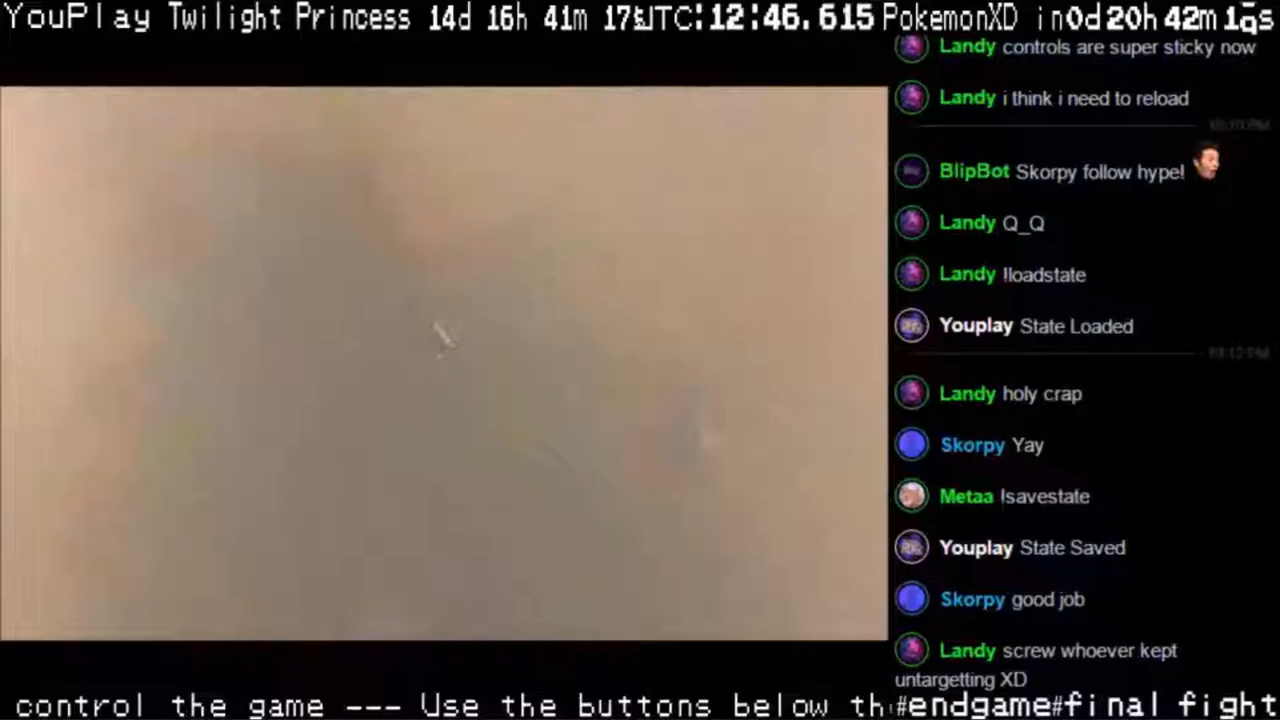 YouPlay Twilight Princess 14d 16h 41m 17s UTC:12:46.615 PokemonXD in 0d 20h 42m
Landy controls are super sticky now
Landy i think i need to reload
BlipBot Skorpy follow hype!
Landy Q_Q
Landy !loadstate
Youplay State Loaded
Landy holy crap
Skorpy Yay
Metaa !savestate
Youplay State Saved
Skorpy good job
Landy screw whoever kept
untargetting XD
control the game --- Use the buttons below th #endgame#final fight